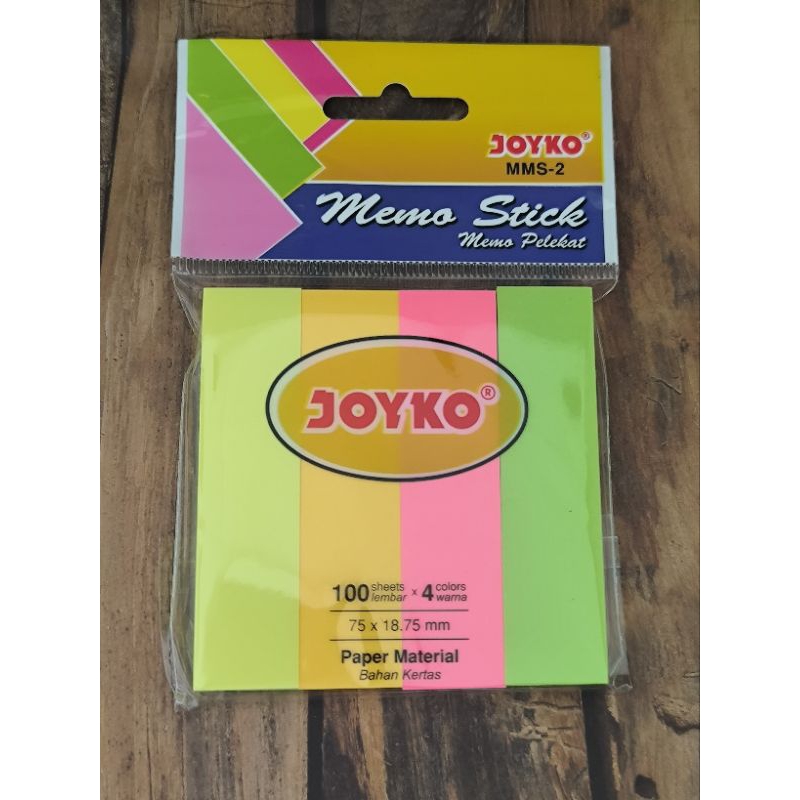 JOYKO®
MMS-2
Memo Stick
Memo Pelekat
JOYKO®
100 sheets lembar x 4 colors warna
75 x 18.75 mm
Paper Material
Bahan Kertas